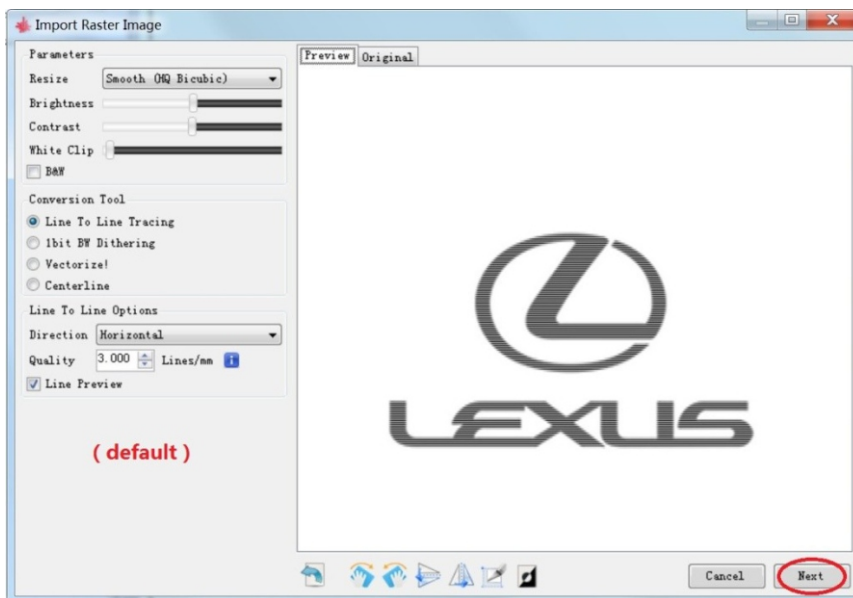 Import Raster Image
Parameters
Resize Smooth (HQ Bicubic)
Brightness
Contrast
White Clip
B&W
Conversion Tool
Line To Line Tracing
1bit BW Dithering
Vectorize!
Centerline
Line To Line Options
Direction Horizontal
Quality 3.000 Lines/mm
Line Preview
( default )
Preview Original
LEXUS
Cancel Next